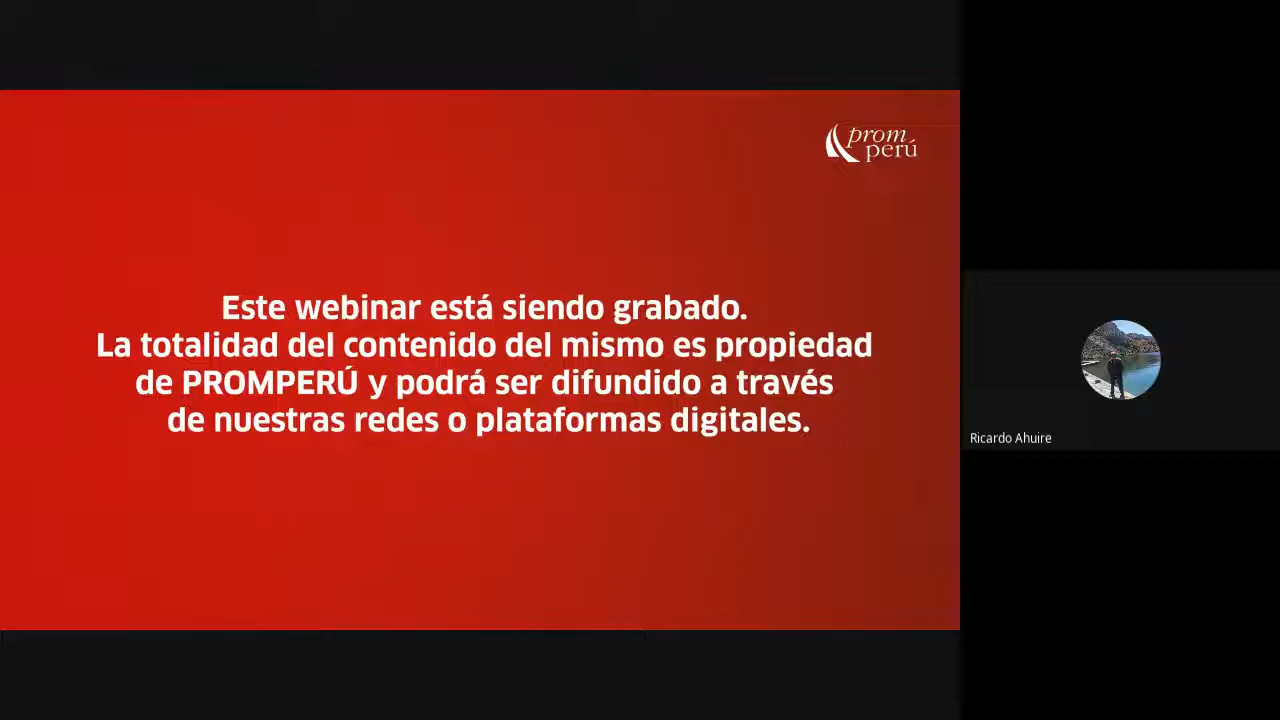 prom
perú
Este webinar está siendo grabado.
La totalidad del contenido del mismo es propiedad
de PROMPERÚ y podrá ser difundido a través
de nuestras redes o plataformas digitales.
Ricardo Ahuire